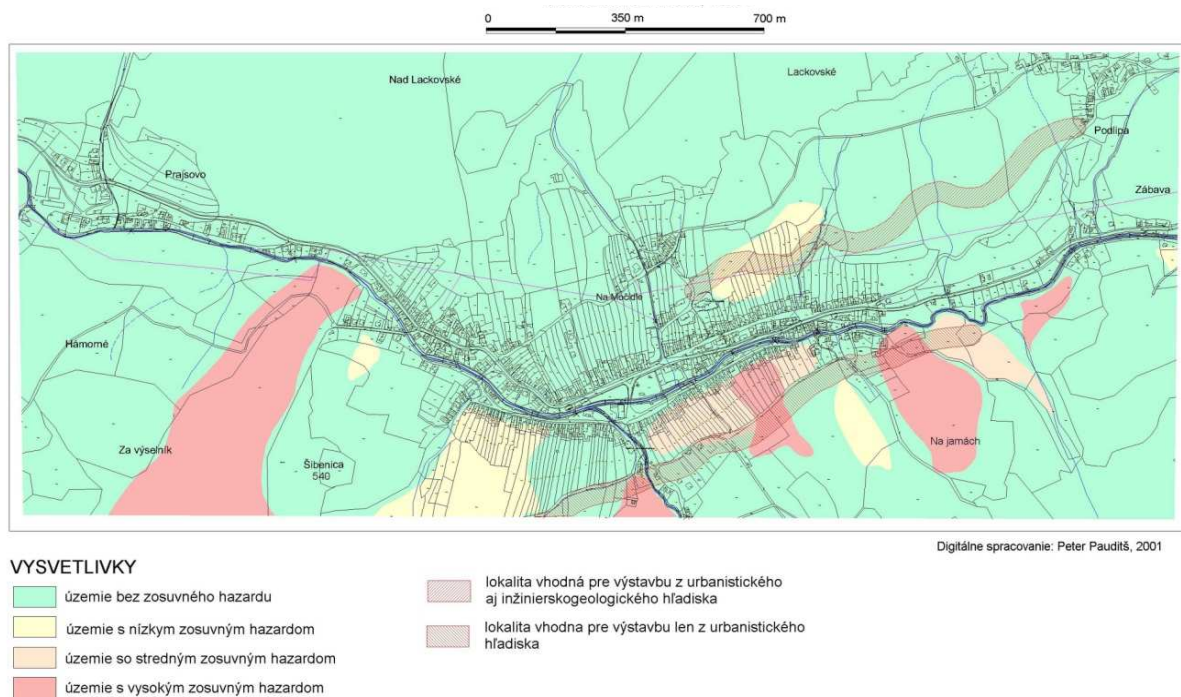 0 350 m 700 m
Nad Lackovské
Lackovské
Podlipa
Prajsovo
Zábava
Na Močidle
Hámorné
Za výselník
Šibenica
540
Na jamách
Digitálne spracovanie: Peter Pauditš, 2001
VYSVETLIVKY
územie bez zosuvného hazardu
územie s nízkym zosuvným hazardom
územie so stredným zosuvným hazardom
územie s vysokým zosuvným hazardom
lokalita vhodná pre výstavbu z urbanistického
aj inžinierskogeologického hľadiska
lokalita vhodna pre výstavbu len z urbanistického
hľadiska